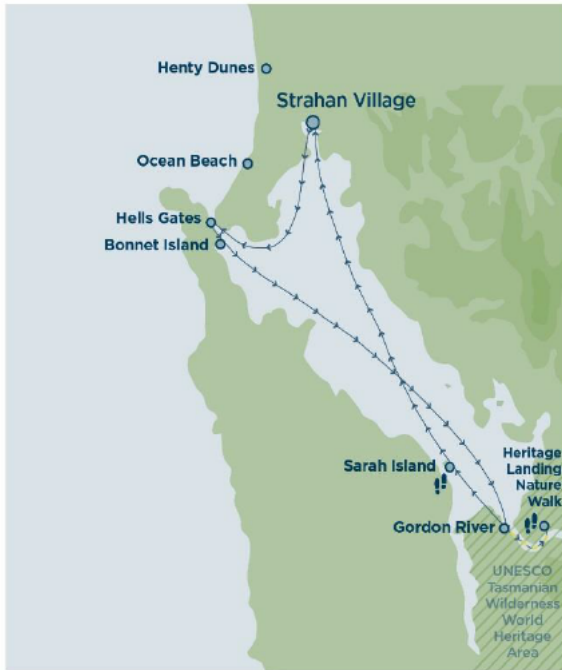 Henty Dunes
Strahan Village
Ocean Beach
Hells Gates
Bonnet Island
Sarah Island
Heritage
Landing
Nature
Walk
Gordon River
UNESCO
Tasmanian
Wilderness
World
Heritage
Area